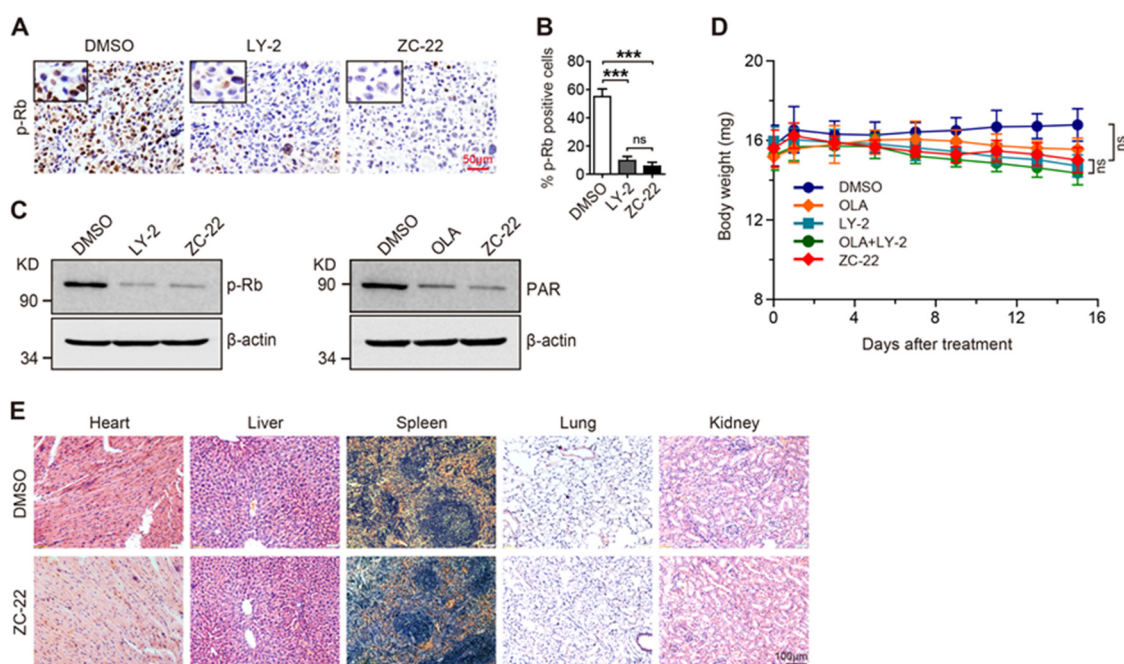 A
DMSO
LY-2
ZC-22
p-Rb
50μm
B
% p-Rb positive cells
80
60
40
20
0
***
***
ns
DMSO
LY-2
ZC-22
C
DMSO
LY-2
ZC-22
KD
90
p-Rb
34
β-actin
DMSO
OLA
ZC-22
KD
90
PAR
34
β-actin
D
Body weight (mg)
20
16
12
8
0
4
8
12
16
Days after treatment
DMSO
OLA
LY-2
OLA+LY-2
ZC-22
ns
ns
E
Heart
Liver
Spleen
Lung
Kidney
DMSO
ZC-22
100μm